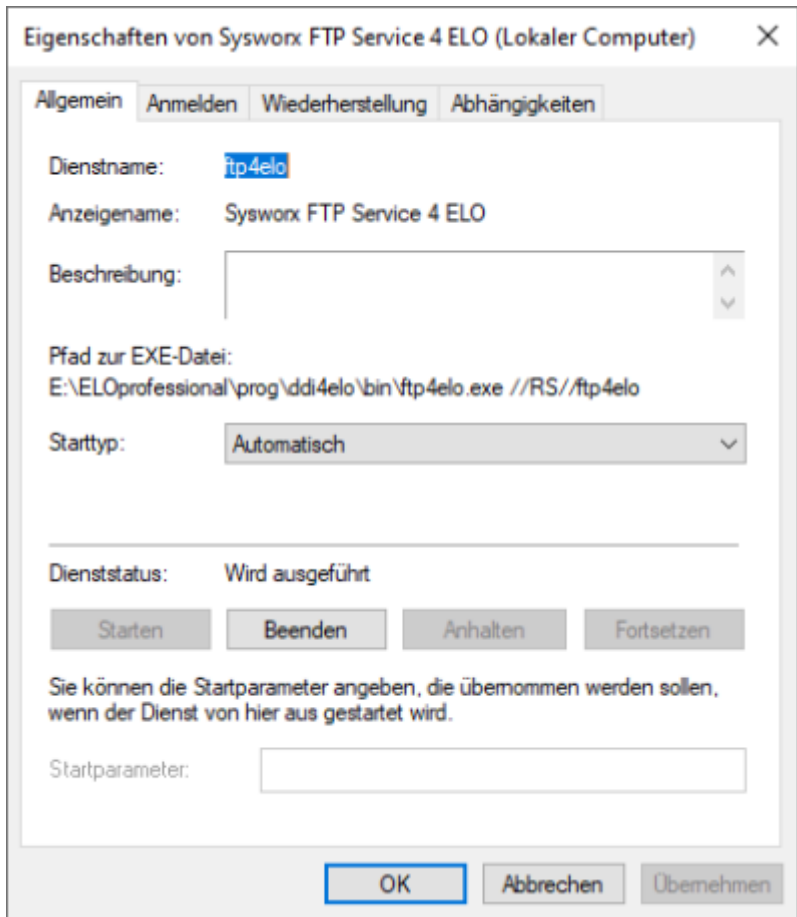 Eigenschaften von Sysworx FTP Service 4 ELO (Lokaler Computer)
Allgemein Anmelden Wiederherstellung Abhängigkeiten
Dienstname: ftp4elo
Anzeigename: Sysworx FTP Service 4 ELO
Beschreibung:
Pfad zur EXE-Datei:
E:\ELOprofessional\prog\ddi4elo\bin\ftp4elo.exe //RS//ftp4elo
Starttyp: Automatisch
Dienststatus: Wird ausgeführt
Starten Beenden Anhalten Fortsetzen
Sie können die Startparameter angeben, die übernommen werden sollen,
wenn der Dienst von hier aus gestartet wird.
Startparameter:
OK Abbrechen Übernehmen